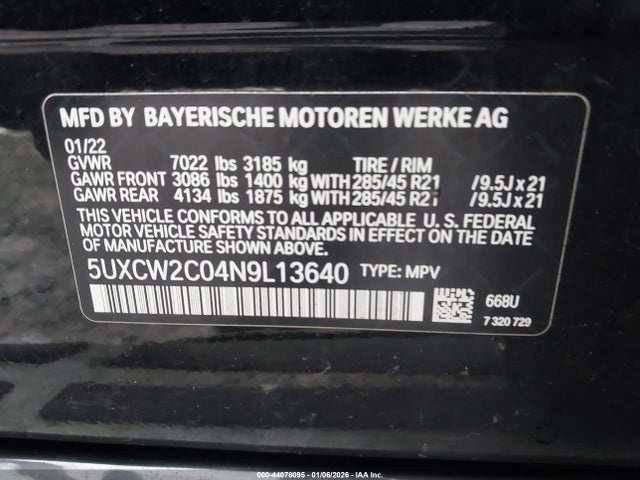 MFD BY BAYERISCHE MOTOREN WERKE AG
01/22
GVWR 7022 lbs 3185 kg TIRE / RIM
GAWR FRONT 3086 lbs 1400 kg WITH 285/45 R21 /9.5J x 21
GAWR REAR 4134 lbs 1875 kg WITH 285/45 R21 /9.5J x 21
THIS VEHICLE CONFORMS TO ALL APPLICABLE U. S. FEDERAL
MOTOR VEHICLE SAFETY STANDARDS
IN EFFECT ON THE DATE OF MANUFACTURE SHOWN ABOVE.
5UXCW2C04N9L13640 TYPE: MPV
668U
7 320 729
000-44078095 - 01/06/2026 - IAA Inc.